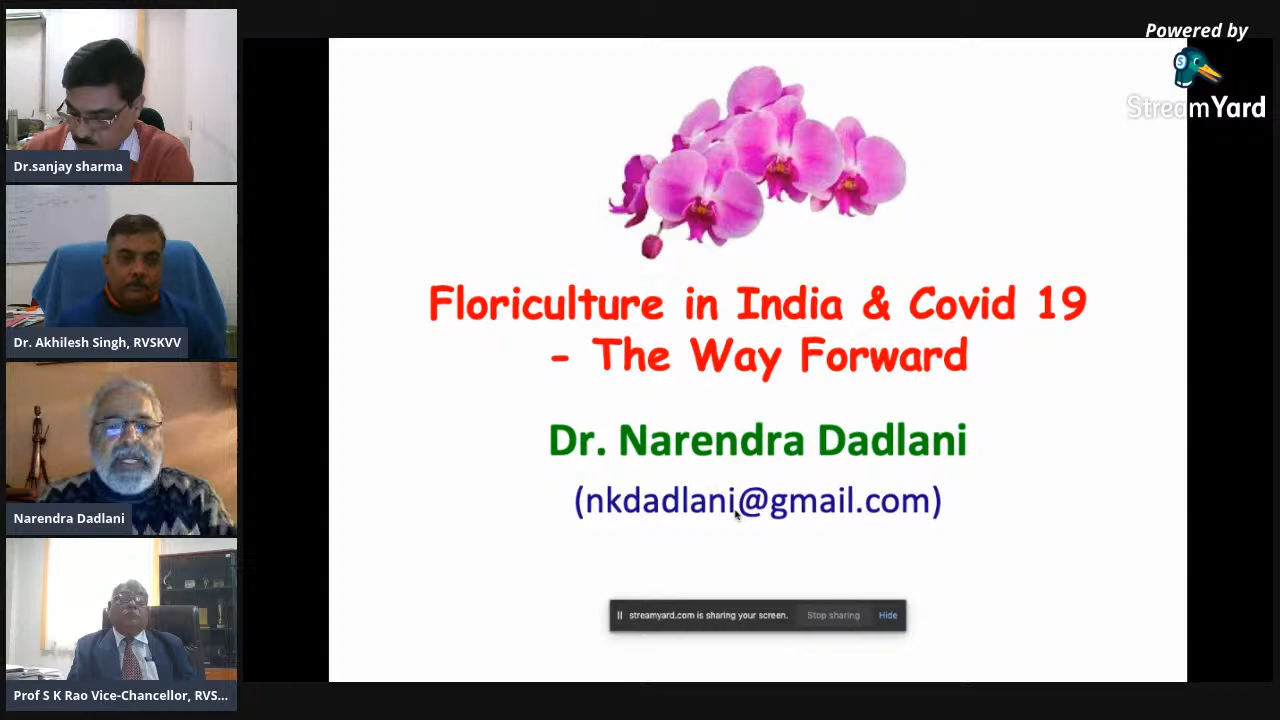 Dr.sanjay sharma
Dr. Akhilesh Singh, RVSKVV
Narendra Dadlani
Prof S K Rao Vice-Chancellor, RVS...
Powered by
StreamYard
Floriculture in India & Covid 19
- The Way Forward
Dr. Narendra Dadlani
(nkdadlani@gmail.com)
streamyard.com is sharing your screen. Stop sharing Hide